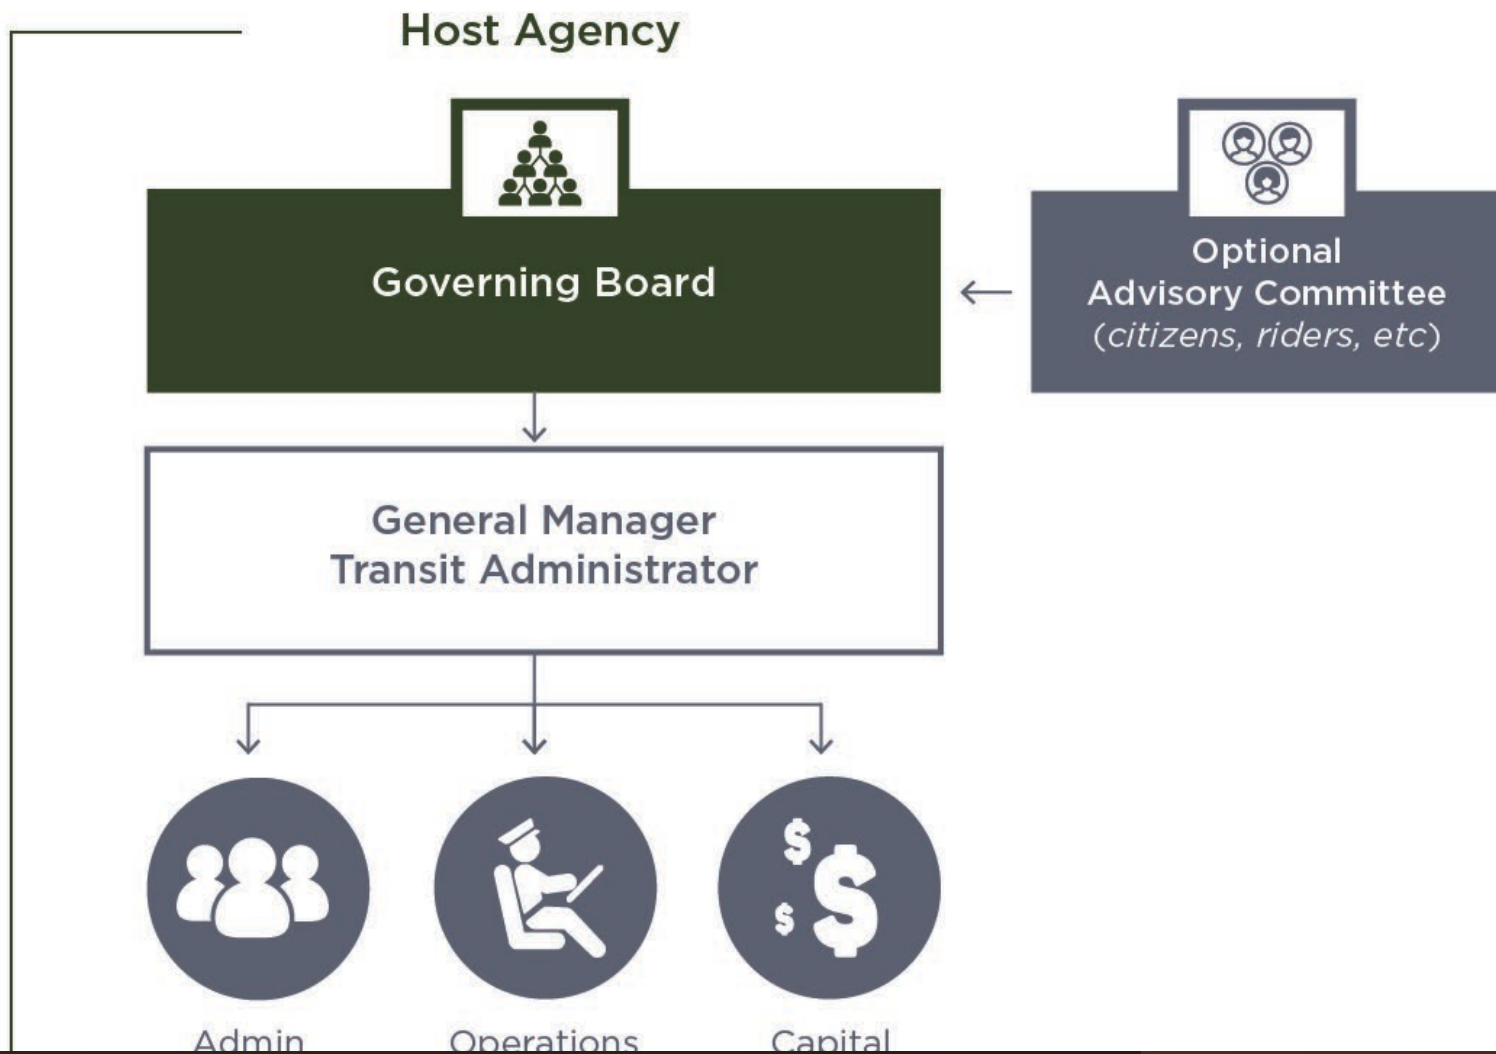 Host Agency
Governing Board
Optional
Advisory Committee
(citizens, riders, etc)
General Manager
Transit Administrator
Admin
Operations
Capital